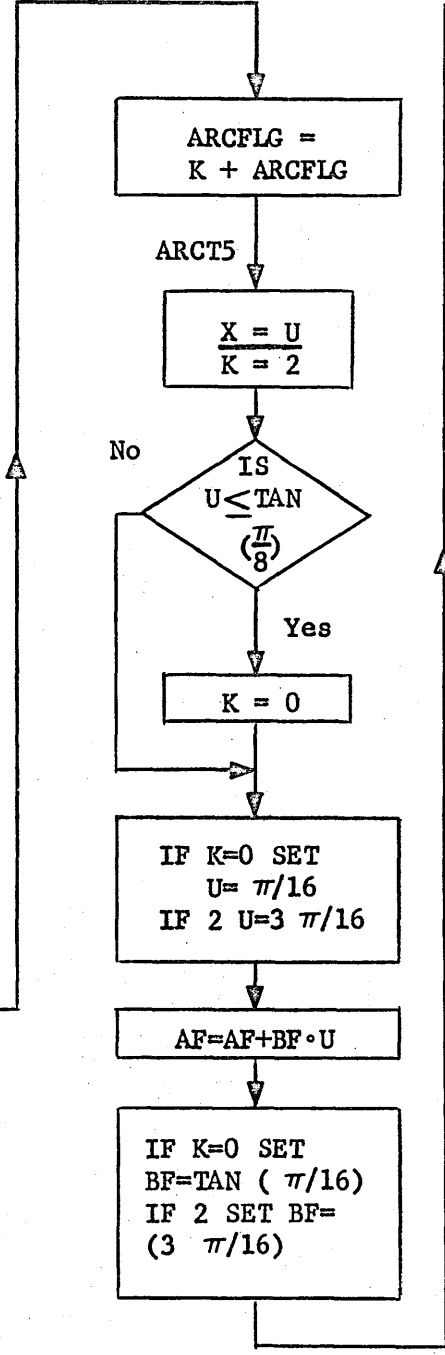 ARCFLG =
K + ARCFLG
ARCT5
X = U
K = 2
No
IS
U ≤ TAN
(π/8)
Yes
K = 0
IF K=0 SET
U= π/16
IF 2 U=3 π/16
AF=AF+BF∘U
IF K=0 SET
BF=TAN ( π/16)
IF 2 SET BF=
(3 π/16)